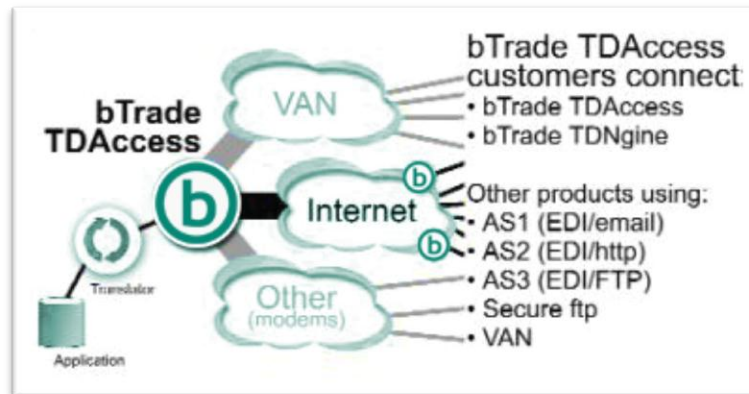 bTrade TDAccess
customers connect:
• bTrade TDAccess
• bTrade TDNgine
VAN
bTrade
TDAccess
b
b
Internet
b
Other products using:
• AS1 (EDI/email)
• AS2 (EDI/http)
• AS3 (EDI/FTP)
• Secure ftp
• VAN
Translator
Other
(modems)
Application